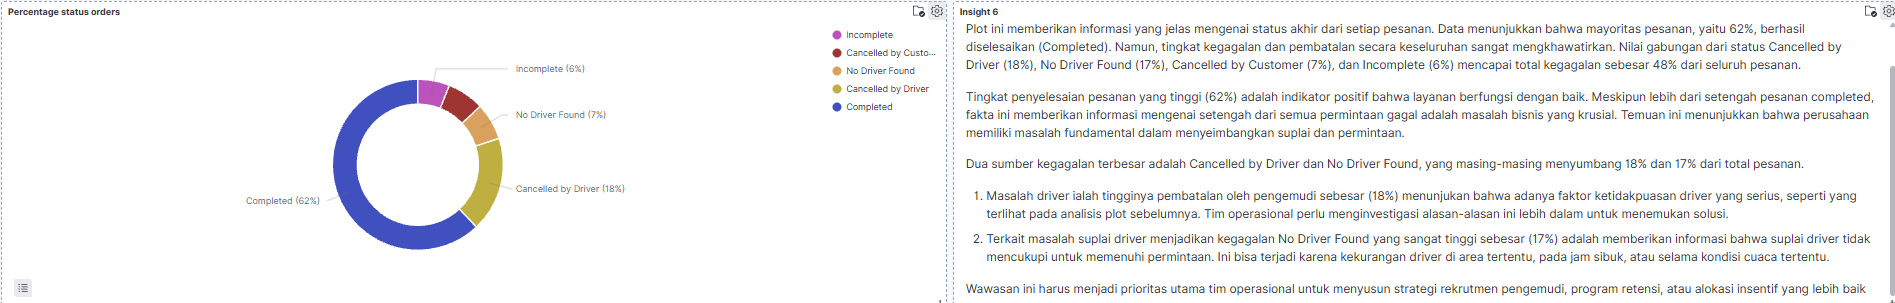 Percentage status orders
Incomplete
Cancelled by Custo...
No Driver Found
Cancelled by Driver
Completed
Incomplete (6%)
No Driver Found (7%)
Cancelled by Driver (18%)
Completed (62%)
Insight 6
Plot ini memberikan informasi yang jelas mengenai status akhir dari setiap pesanan. Data menunjukkan bahwa mayoritas pesanan, yaitu 62%, berhasil
diselesaikan (Completed). Namun, tingkat kegagalan dan pembatalan secara keseluruhan sangat mengkhawatirkan. Nilai gabungan dari status Cancelled by
Driver (18%), No Driver Found (17%), Cancelled by Customer (7%), dan Incomplete (6%) mencapai total kegagalan sebesar 48% dari seluruh pesanan.
Tingkat penyelesaian pesanan yang tinggi (62%) adalah indikator positif bahwa layanan berfungsi dengan baik. Meskipun lebih dari setengah pesanan completed,
fakta ini memberikan informasi mengenai setengah dari semua permintaan gagal adalah masalah bisnis yang krusial. Temuan ini menunjukkan bahwa perusahaan
memiliki masalah fundamental dalam menyeimbangkan suplai dan permintaan.
Dua sumber kegagalan terbesar adalah Cancelled by Driver dan No Driver Found, yang masing-masing menyumbang 18% dan 17% dari total pesanan.
1. Masalah driver ialah tingginya pembatalan oleh pengemudi sebesar (18%) menunjukan bahwa adanya faktor ketidakpuasan driver yang serius, seperti yang
terlihat pada analisis plot sebelumnya. Tim operasional perlu menginvestigasi alasan-alasan ini lebih dalam untuk menemukan solusi.
2. Terkait masalah suplai driver menjadikan kegagalan No Driver Found yang sangat tinggi sebesar (17%) adalah memberikan informasi bahwa suplai driver tidak
mencukupi untuk memenuhi permintaan. Ini bisa terjadi karena kekurangan driver di area tertentu, pada jam sibuk, atau selama kondisi cuaca tertentu.
Wawasan ini harus menjadi prioritas utama tim operasional untuk menyusun strategi rekrutmen pengemudi, program retensi, atau alokasi insentif yang lebih baik